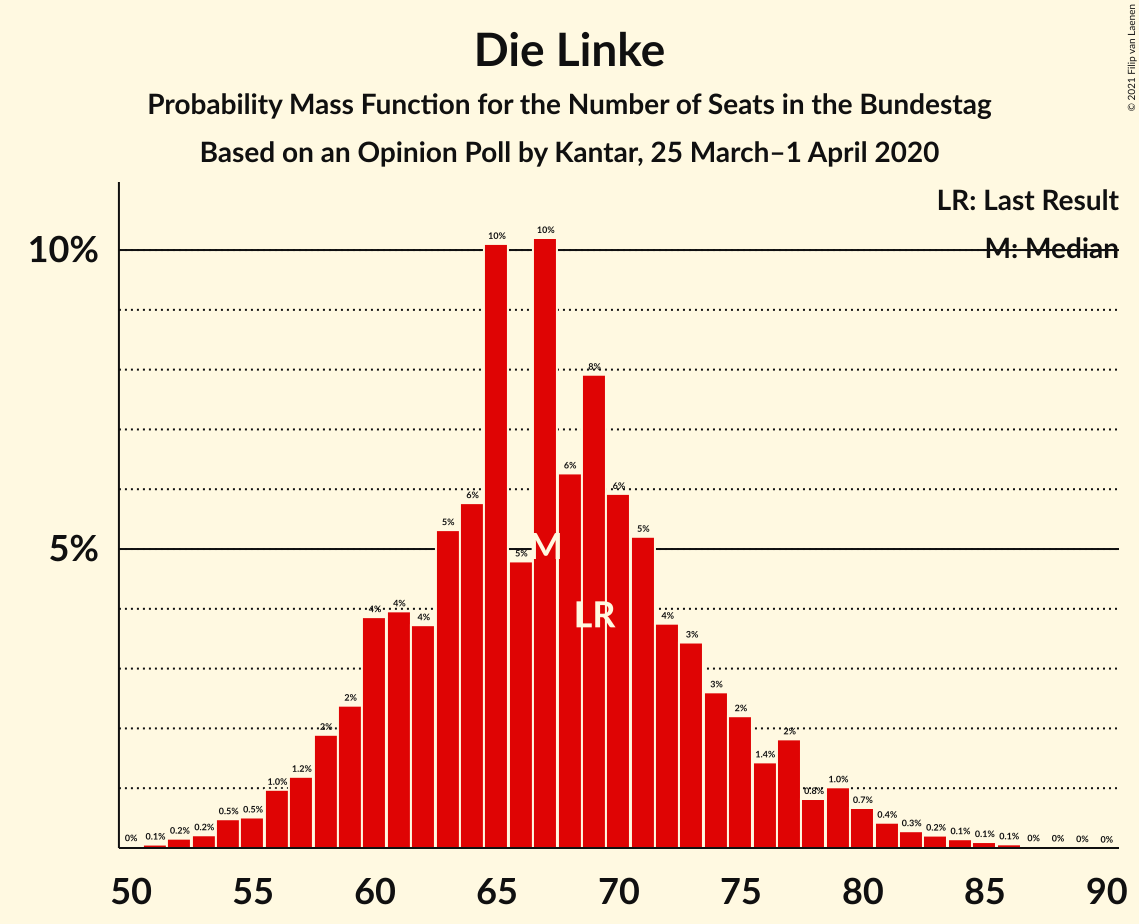 Die Linke
Probability Mass Function for the Number of Seats in the Bundestag
Based on an Opinion Poll by Kantar, 25 March–1 April 2020
© 2021 Filip van Laenen
LR: Last Result
M: Median
10%
5%
0% 0.1% 0.2% 0.2% 0.5% 0.5% 1.0% 1.2% 2% 2% 4% 4% 4% 5% 6% 10% 5% 10% 6% 8% 6% 5% 4% 3% 3% 2% 1.4% 2% 0.8% 1.0% 0.7% 0.4% 0.3% 0.2% 0.1% 0.1% 0.1% 0% 0% 0% 0%
M
LR
50 55 60 65 70 75 80 85 90